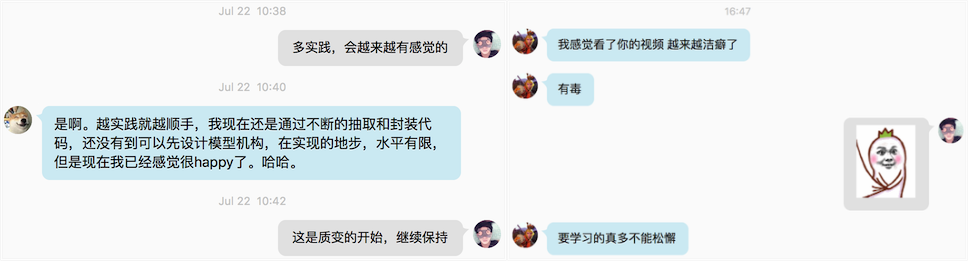 Jul 22 10:38
多实践，会越来越有感觉的
Jul 22 10:40
是啊。越实践就越顺手，我现在还是通过不断的抽取和封装代
码，还没有到可以先设计模型机构，在实现的地步，水平有限，
但是现在我已经感觉很happy了。哈哈。
Jul 22 10:42
这是质变的开始，继续保持
16:47
我感觉看了你的视频 越来越洁癖了
有毒
要学习的真多不能松懈